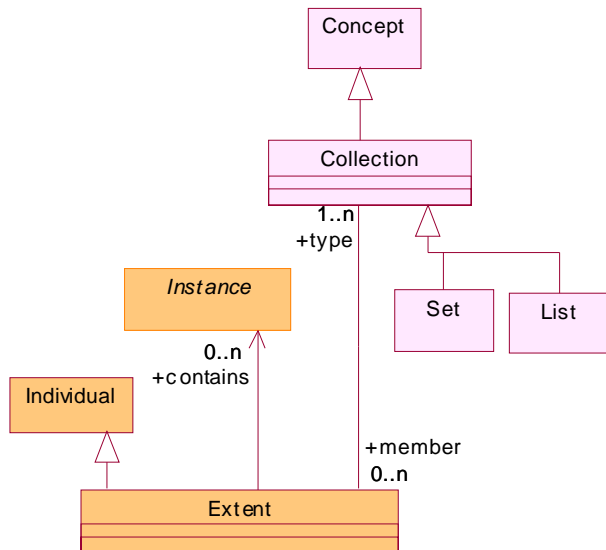 Concept
Collection
1..n
+type
Instance
Set
List
0..n
+contains
Individual
+member
0..n
Extent